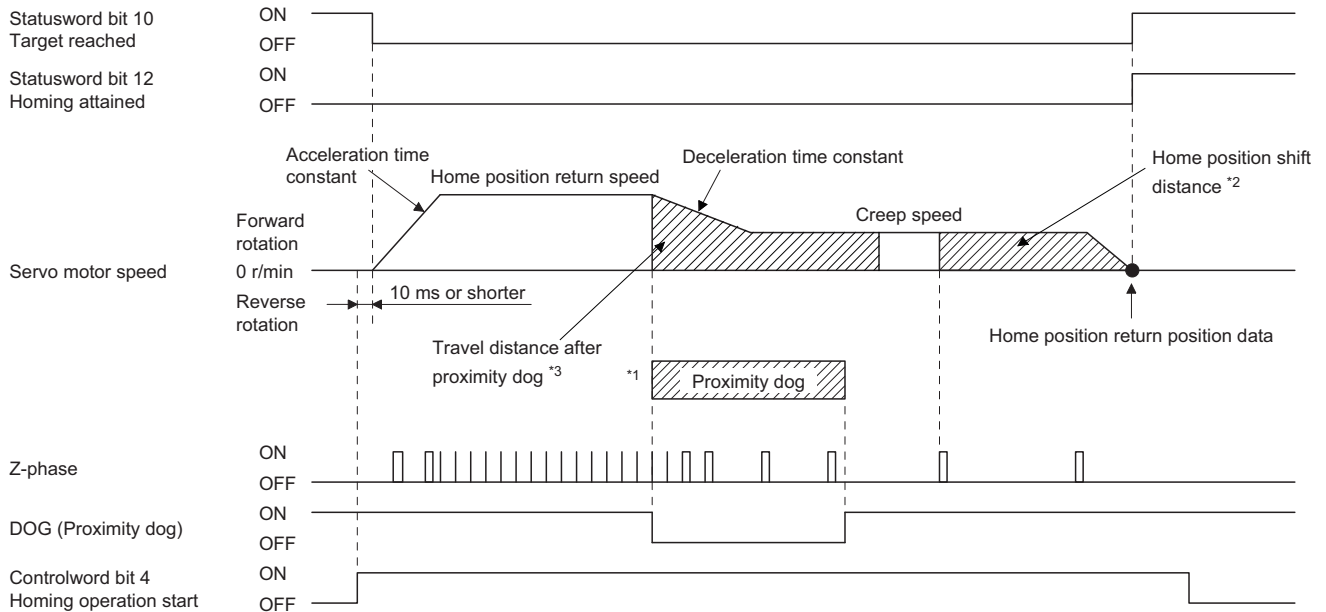 Statusword bit 10
Target reached
ON
OFF
Statusword bit 12
Homing attained
ON
OFF
Acceleration time
constant
Home position return speed
Deceleration time constant
Home position shift
distance *2
Creep speed
Forward
rotation
Servo motor speed
0 r/min
Reverse
rotation
10 ms or shorter
Home position return position data
Travel distance after
proximity dog *3
*1
Proximity dog
Z-phase
ON
OFF
DOG (Proximity dog)
ON
OFF
Controlword bit 4
Homing operation start
ON
OFF